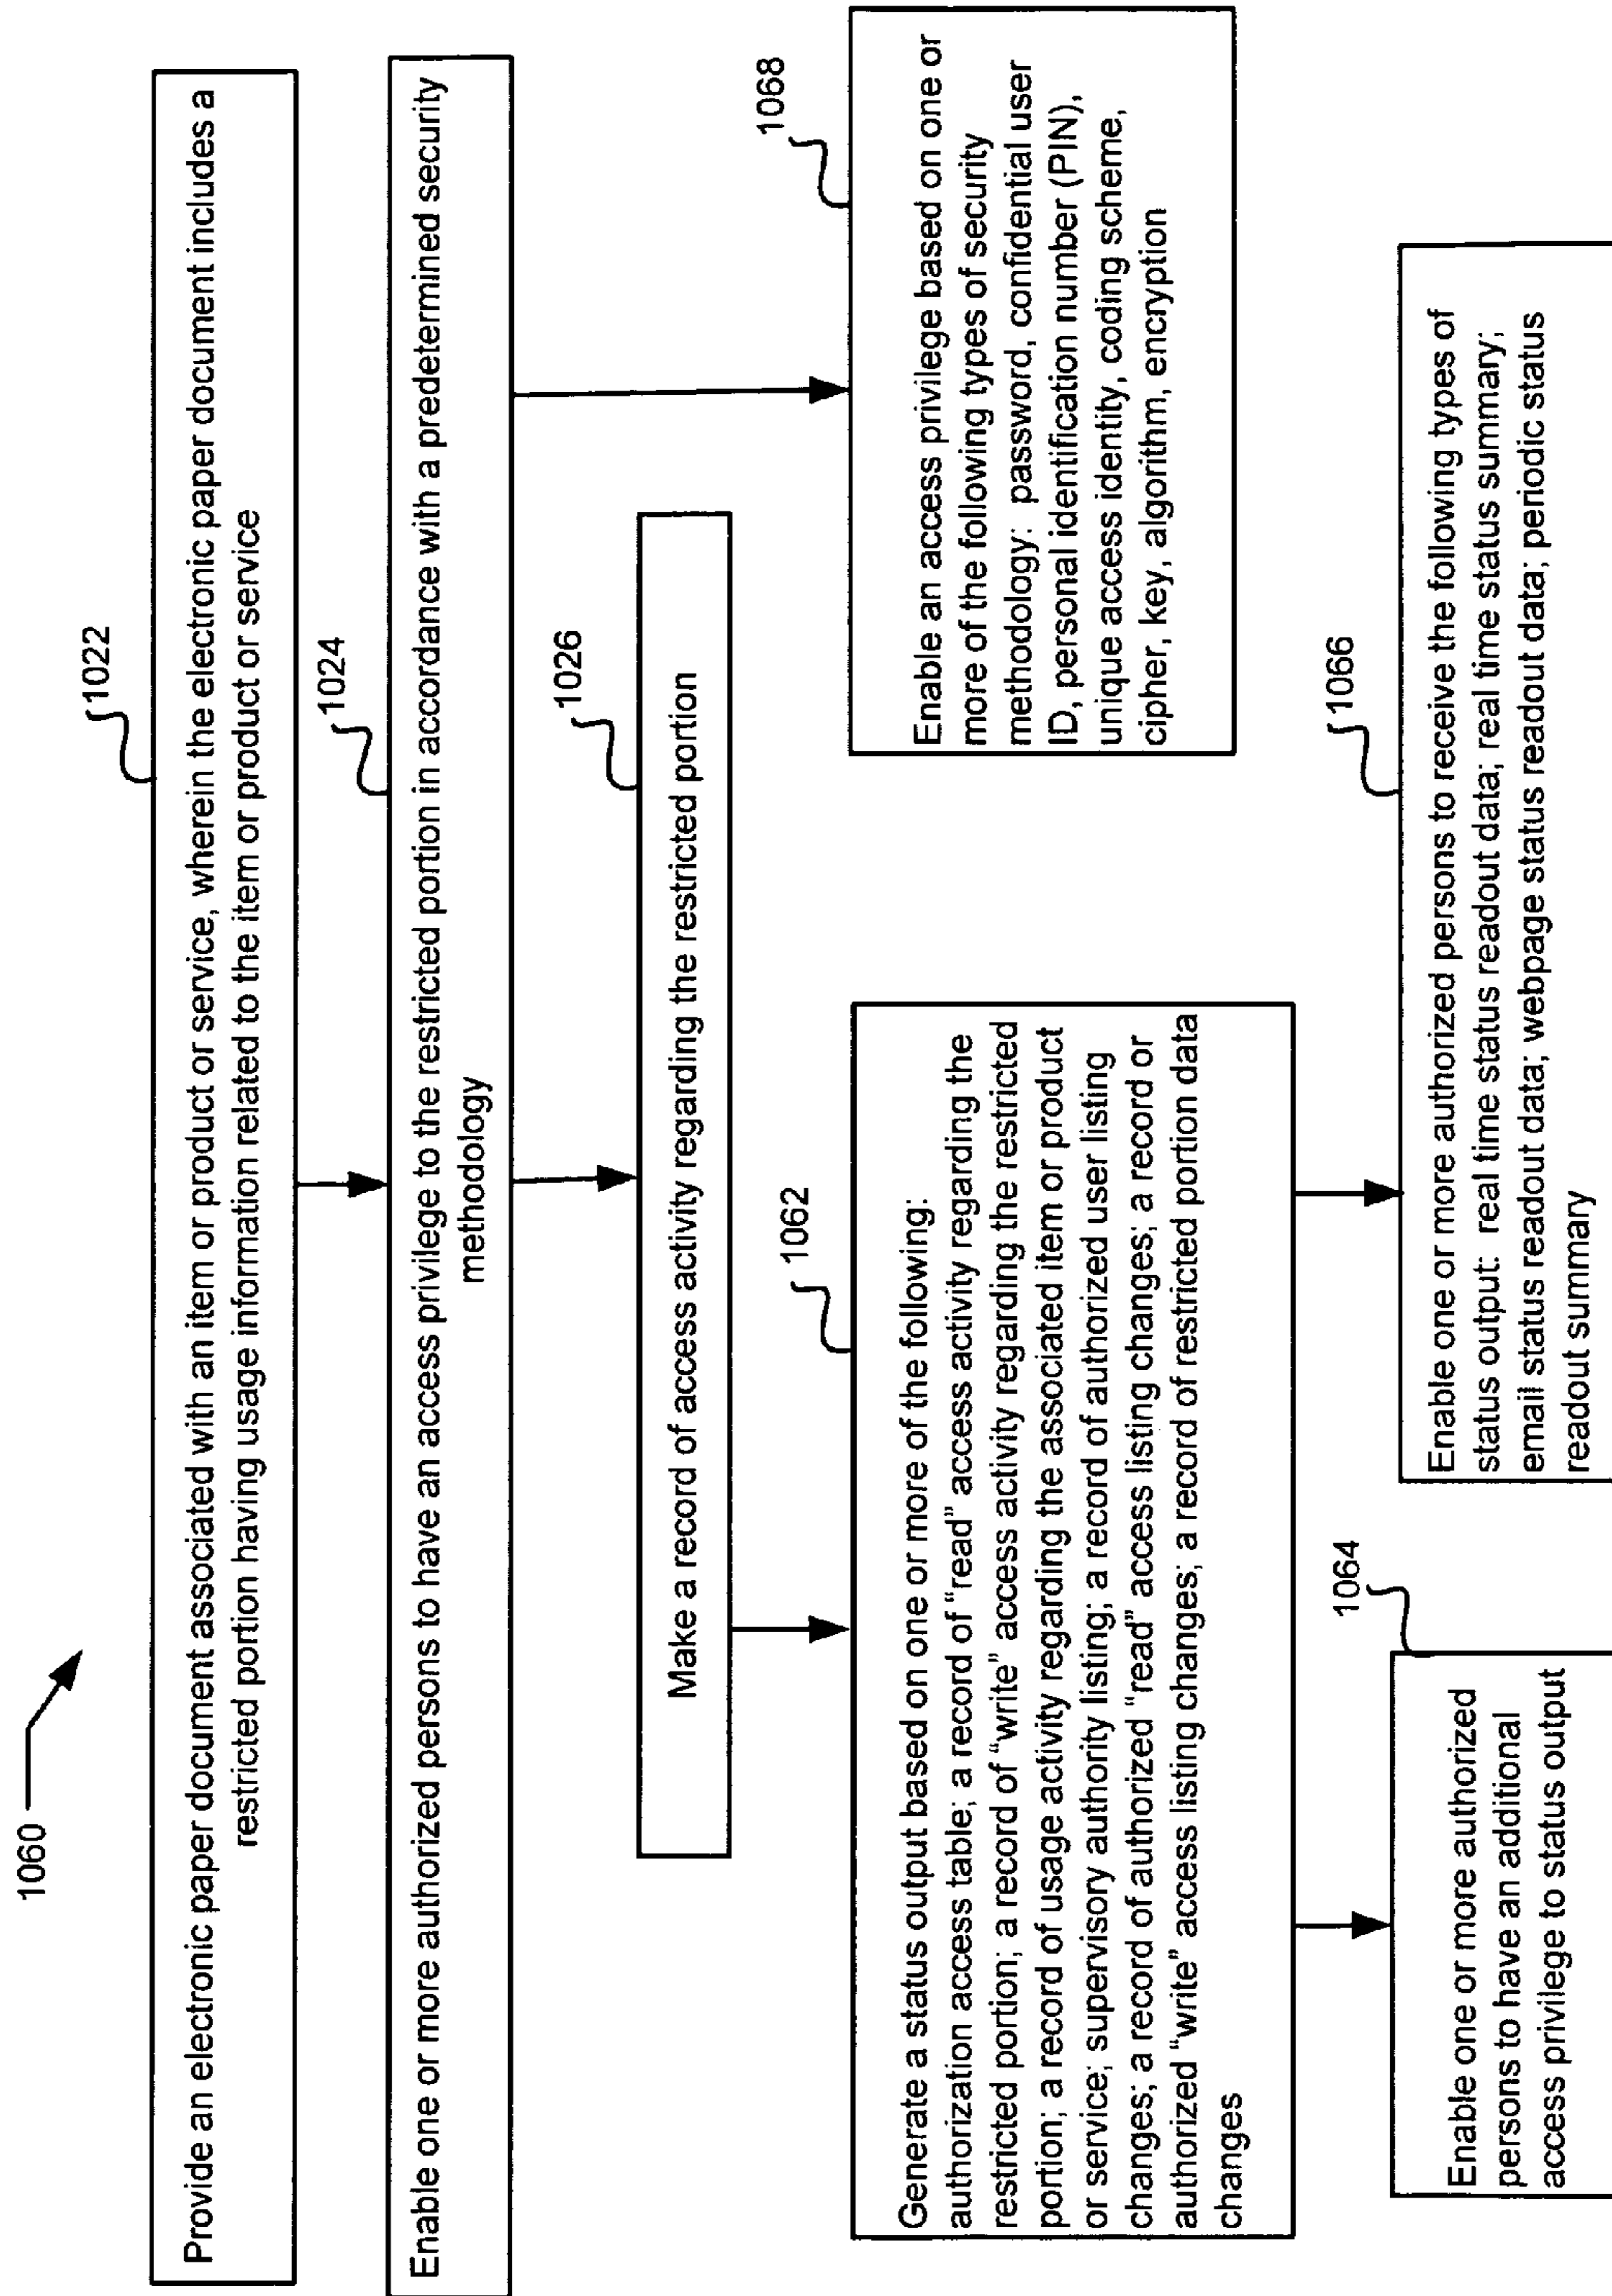 1060
1022
Provide an electronic paper document associated with an item or product or service, wherein the electronic paper document includes a
restricted portion having usage information related to the item or product or service
1024
Enable one or more authorized persons to have an access privilege to the restricted portion in accordance with a predetermined security
methodology
1026
Make a record of access activity regarding the restricted portion
1062
Generate a status output based on one or more of the following:
authorization access table; a record of “read” access activity regarding the
restricted portion; a record of “write” access activity regarding the restricted
portion; a record of usage activity regarding the associated item or product
or service; supervisory authority listing; a record of authorized user listing
changes; a record of authorized “read” access listing changes; a record or
authorized “write” access listing changes; a record of restricted portion data
changes
1068
Enable an access privilege based on one or
more of the following types of security
methodology: password, confidential user
ID, personal identification number (PIN),
unique access identity, coding scheme,
cipher, key, algorithm, encryption
1064
Enable one or more authorized
persons to have an additional
access privilege to status output
1066
Enable one or more authorized persons to receive the following types of
status output: real time status readout data; real time status summary;
email status readout data; webpage status readout data; periodic status
readout summary